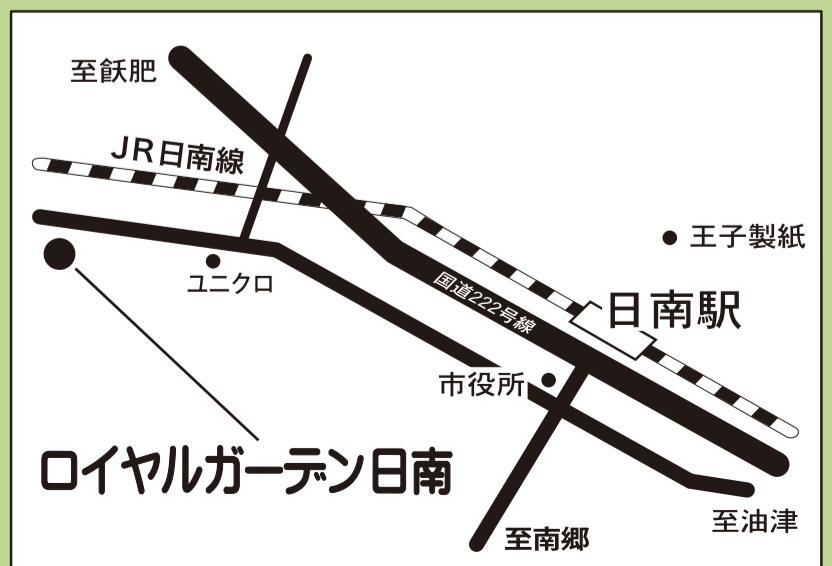 至飫肥
JR日南線
王子製紙
ユニクロ
国道222号線
日南駅
市役所
ロイヤルガーデン日南
至油津
至南郷